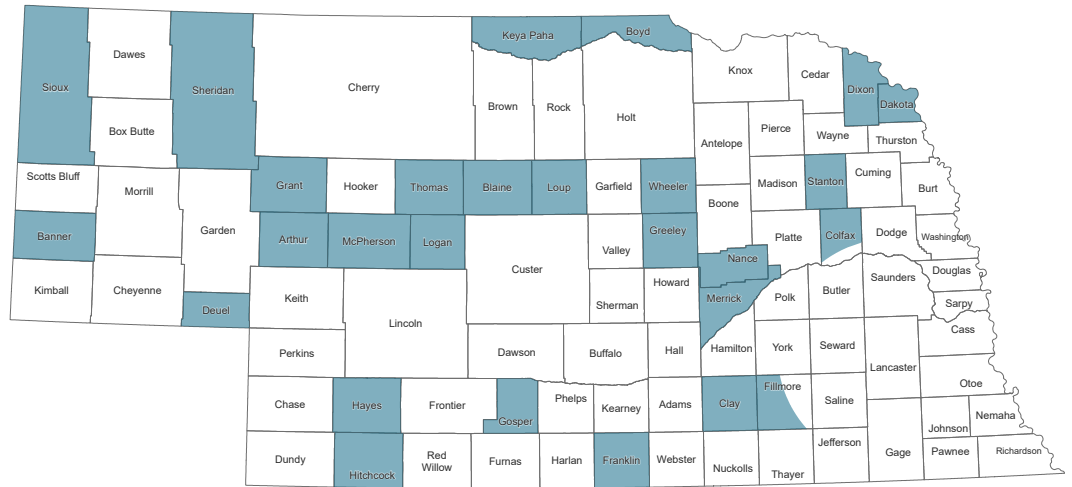 Keya Paha
Boyd
Dawes
Sioux
Sheridan
Cherry
Knox
Cedar
Dixon
Dakota
Brown
Rock
Holt
Box Butte
Antelope
Pierce
Wayne
Thurston
Scotts Bluff
Morrill
Grant
Hooker
Thomas
Blaine
Loup
Garfield
Wheeler
Madison
Stanton
Cuming
Burt
Boone
Banner
Garden
Arthur
McPherson
Logan
Custer
Valley
Greeley
Platte
Colfax
Dodge
Washington
Kimball
Cheyenne
Deuel
Keith
Lincoln
Sherman
Howard
Nance
Merrick
Polk
Butler
Saunders
Douglas
Sarpy
Cass
Perkins
Dawson
Buffalo
Hall
Hamilton
York
Seward
Lancaster
Otoe
Chase
Hayes
Frontier
Gosper
Phelps
Kearney
Adams
Clay
Fillmore
Saline
Johnson
Nemaha
Dundy
Hitchcock
Red
Willow
Furnas
Harlan
Franklin
Webster
Nuckolls
Thayer
Jefferson
Gage
Pawnee
Richardson